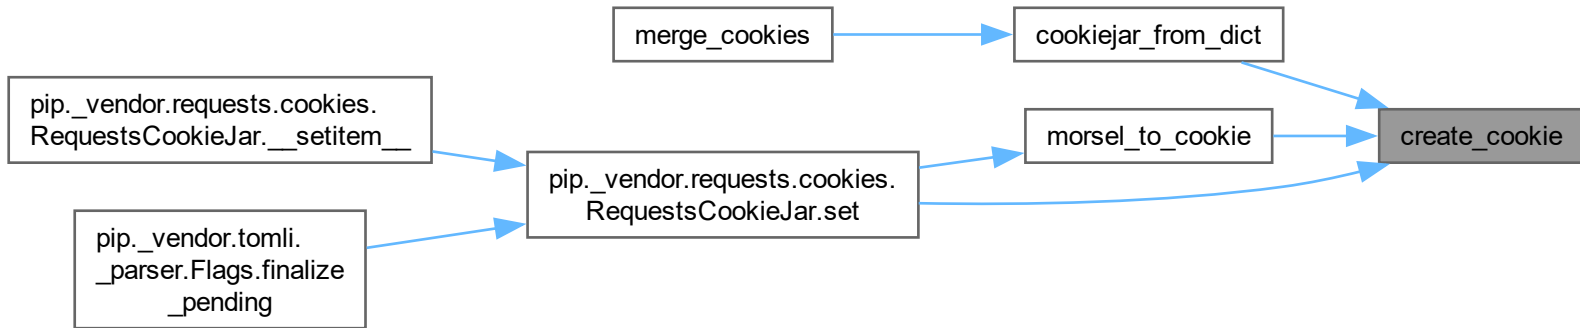 merge_cookies
cookiejar_from_dict
pip._vendor.requests.cookies.
RequestsCookieJar.__setitem__
morsel_to_cookie
create_cookie
pip._vendor.requests.cookies.
RequestsCookieJar.set
pip._vendor.tomli.
_parser.Flags.finalize
_pending